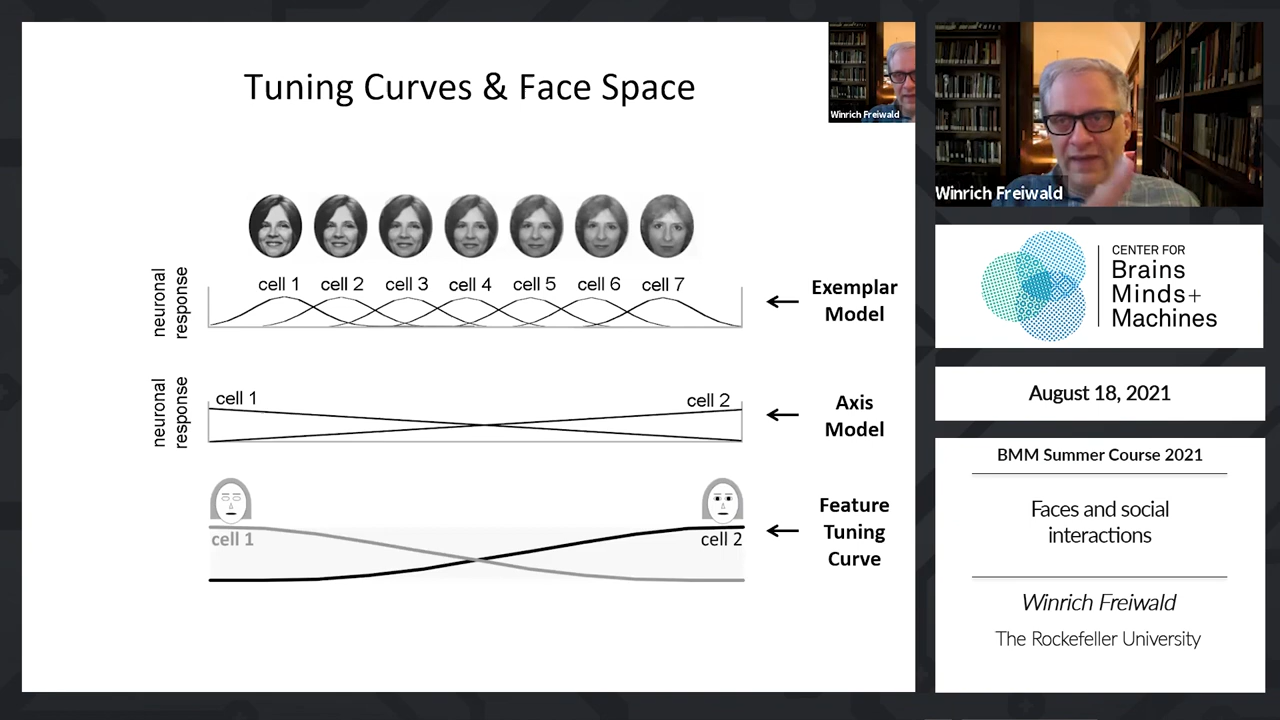 Tuning Curves & Face Space
Winrich Freiwald
cell 1 cell 2 cell 3 cell 4 cell 5 cell 6 cell 7
neuronal
response
Exemplar
Model
cell 1 cell 2
neuronal
response
Axis
Model
cell 1 cell 2
Feature
Tuning
Curve
Winrich Freiwald
CENTER FOR
Brains
Minds+
Machines
August 18, 2021
BMM Summer Course 2021
Faces and social
interactions
Winrich Freiwald
The Rockefeller University